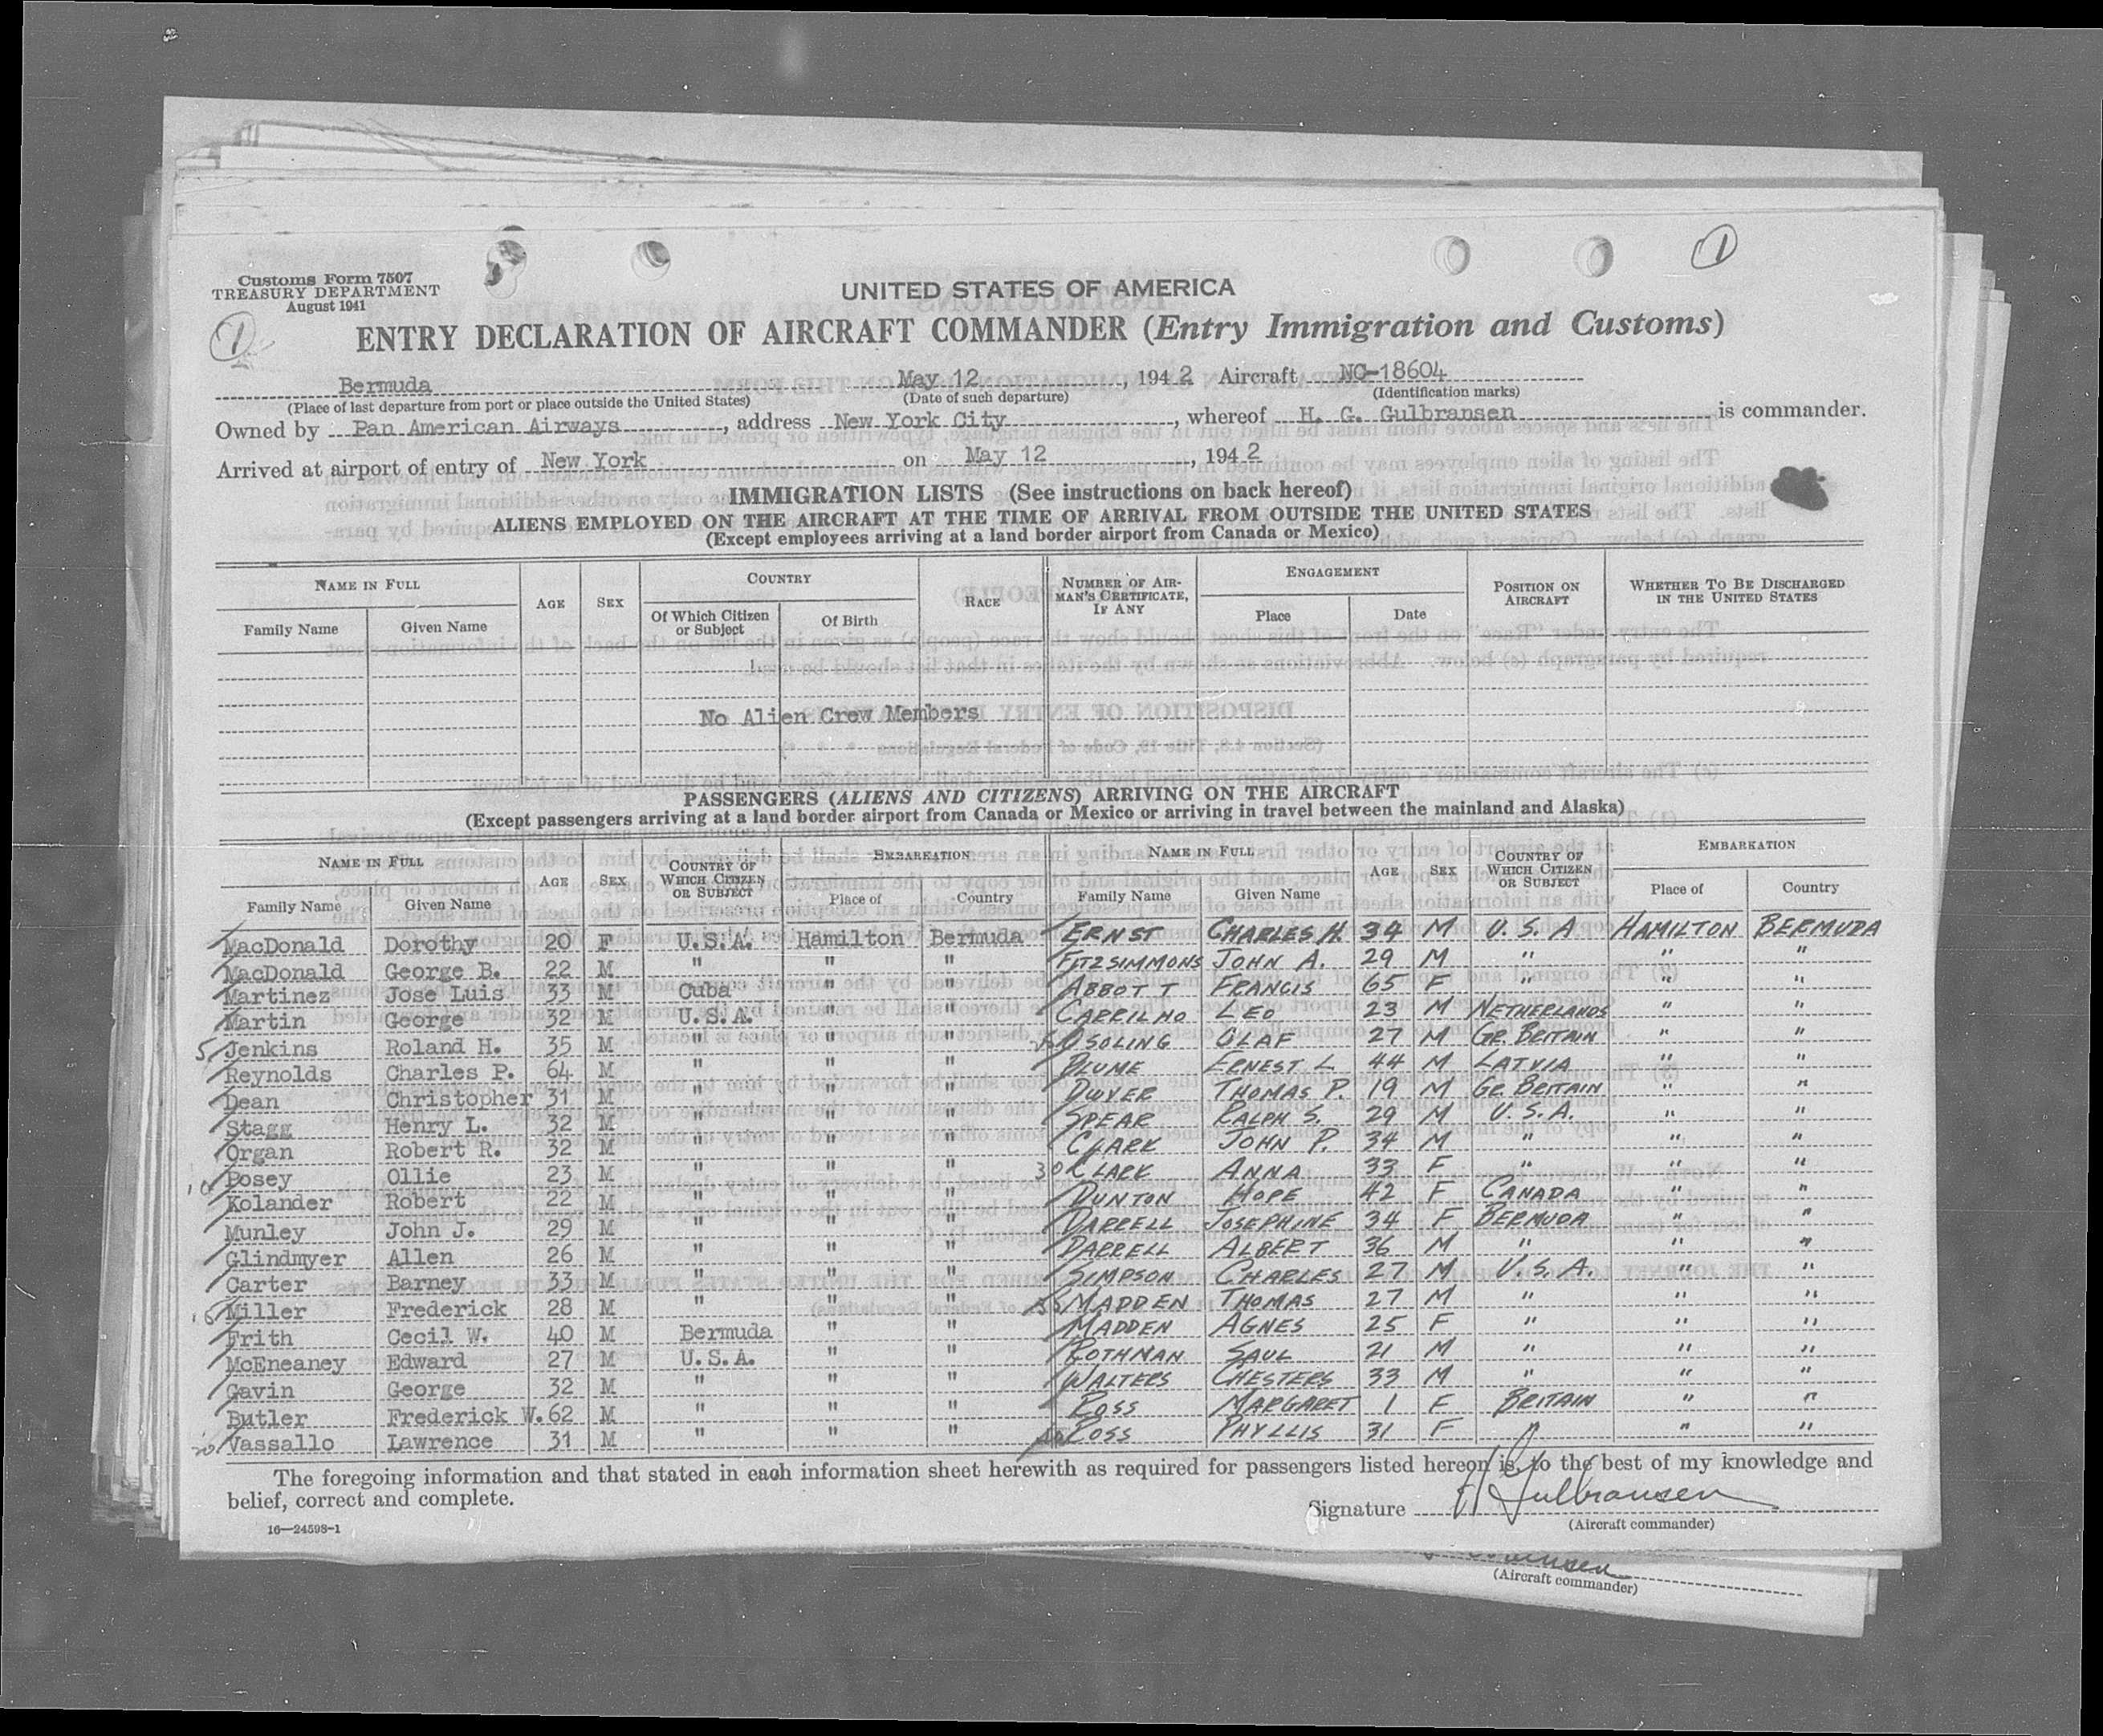 1
Customs Form 7507
TREASURY DEPARTMENT
August 1941
1
UNITED STATES OF AMERICA
ENTRY DECLARATION OF AIRCRAFT COMMANDER (Entry Immigration and Customs)
Bermuda May 12, 1942 Aircraft NC-18604
(Place of last departure from port or place outside the United States) (Date of such departure) (Identification marks)
Owned by Pan American Airways, address New York City, whereof H. G. Gulbransen is commander.
Arrived at airport of entry of New York on May 12, 1942
IMMIGRATION LISTS (See instructions on back hereof)
ALIENS EMPLOYED ON THE AIRCRAFT AT THE TIME OF ARRIVAL FROM OUTSIDE THE UNITED STATES
(Except employees arriving at a land border airport from Canada or Mexico)
NAME IN FULL AGE SEX COUNTRY RACE NUMBER OF AIRMAN'S CERTIFICATE, IF ANY ENGAGEMENT POSITION ON AIRCRAFT WHETHER TO BE DISCHARGED IN THE UNITED STATES
Family Name Given Name Of Which Citizen or Subject Of Birth Place Date
No Alien Crew Members
PASSENGERS (ALIENS AND CITIZENS) ARRIVING ON THE AIRCRAFT
(Except passengers arriving at a land border airport from Canada or Mexico or arriving in travel between the mainland and Alaska)
NAME IN FULL AGE SEX COUNTRY OF WHICH CITIZEN OR SUBJECT EMBARKATION NAME IN FULL AGE SEX COUNTRY OF WHICH CITIZEN OR SUBJECT EMBARKATION
Family Name Given Name Place of Country Family Name Given Name Place of Country
MacDonald Dorothy 20 F U.S.A. Hamilton Bermuda ERNST CHARLES H. 34 M U.S.A HAMILTON BERMUDA
MacDonald George B. 22 M " " " FITZSIMMONS JOHN A. 29 M " " "
Martinez Jose Luis 33 M Cuba " " ABBOTT FRANCIS 65 F " " "
Martin George 32 M U.S.A. " " CARRILHO LEO 23 M NETHERLANDS " "
5 Jenkins Roland H. 35 M " " " OSOLING OLAF 27 M GR. BRITAIN " "
Reynolds Charles P. 64 M " " " BLUME ERNEST L 44 M LATVIA " "
Dean Christopher 31 M " " " DWYER THOMAS P. 19 M GR. BRITAIN " "
Stagg Henry L. 32 M " " " SPEAR RALPH S. 29 M U.S.A. " "
Organ Robert R. 32 M " " " CLARK JOHN P. 34 M " " "
10 Posey Ollie 23 M " " " 30 CLARK ANNA 33 F " " "
Kolander Robert 22 M " " " DUNTON HOPE 42 F CANADA " "
Munley John J. 29 M " " " DARRELL JOSEPHINE 34 F BERMUDA " "
Glindmyer Allen 26 M " " " DARRELL ALBERT 36 M " " "
Carter Barney 33 M " " " SIMPSON CHARLES 27 M U.S.A. " "
15 Miller Frederick 28 M " " " 35 MADDEN THOMAS 27 M " " "
Frith Cecil W. 40 M Bermuda " " MADDEN AGNES 25 F " " "
McEneaney Edward 27 M U.S.A. " " ROTHMAN SAUL 21 M " " "
Gavin George 32 M " " " WALTERS CHESTERS 33 M " " "
Butler Frederick W. 62 M " " " ROSS MARGARET 1 F BRITAIN " "
20 Vassallo Lawrence 31 M " " " 40 ROSS PHYLLIS 31 F " "
The foregoing information and that stated in each information sheet herewith as required for passengers listed hereon is, to the best of my knowledge and
belief, correct and complete.
Signature H G Gulbransen
16—24598-1 (Aircraft commander)
(Aircraft commander)